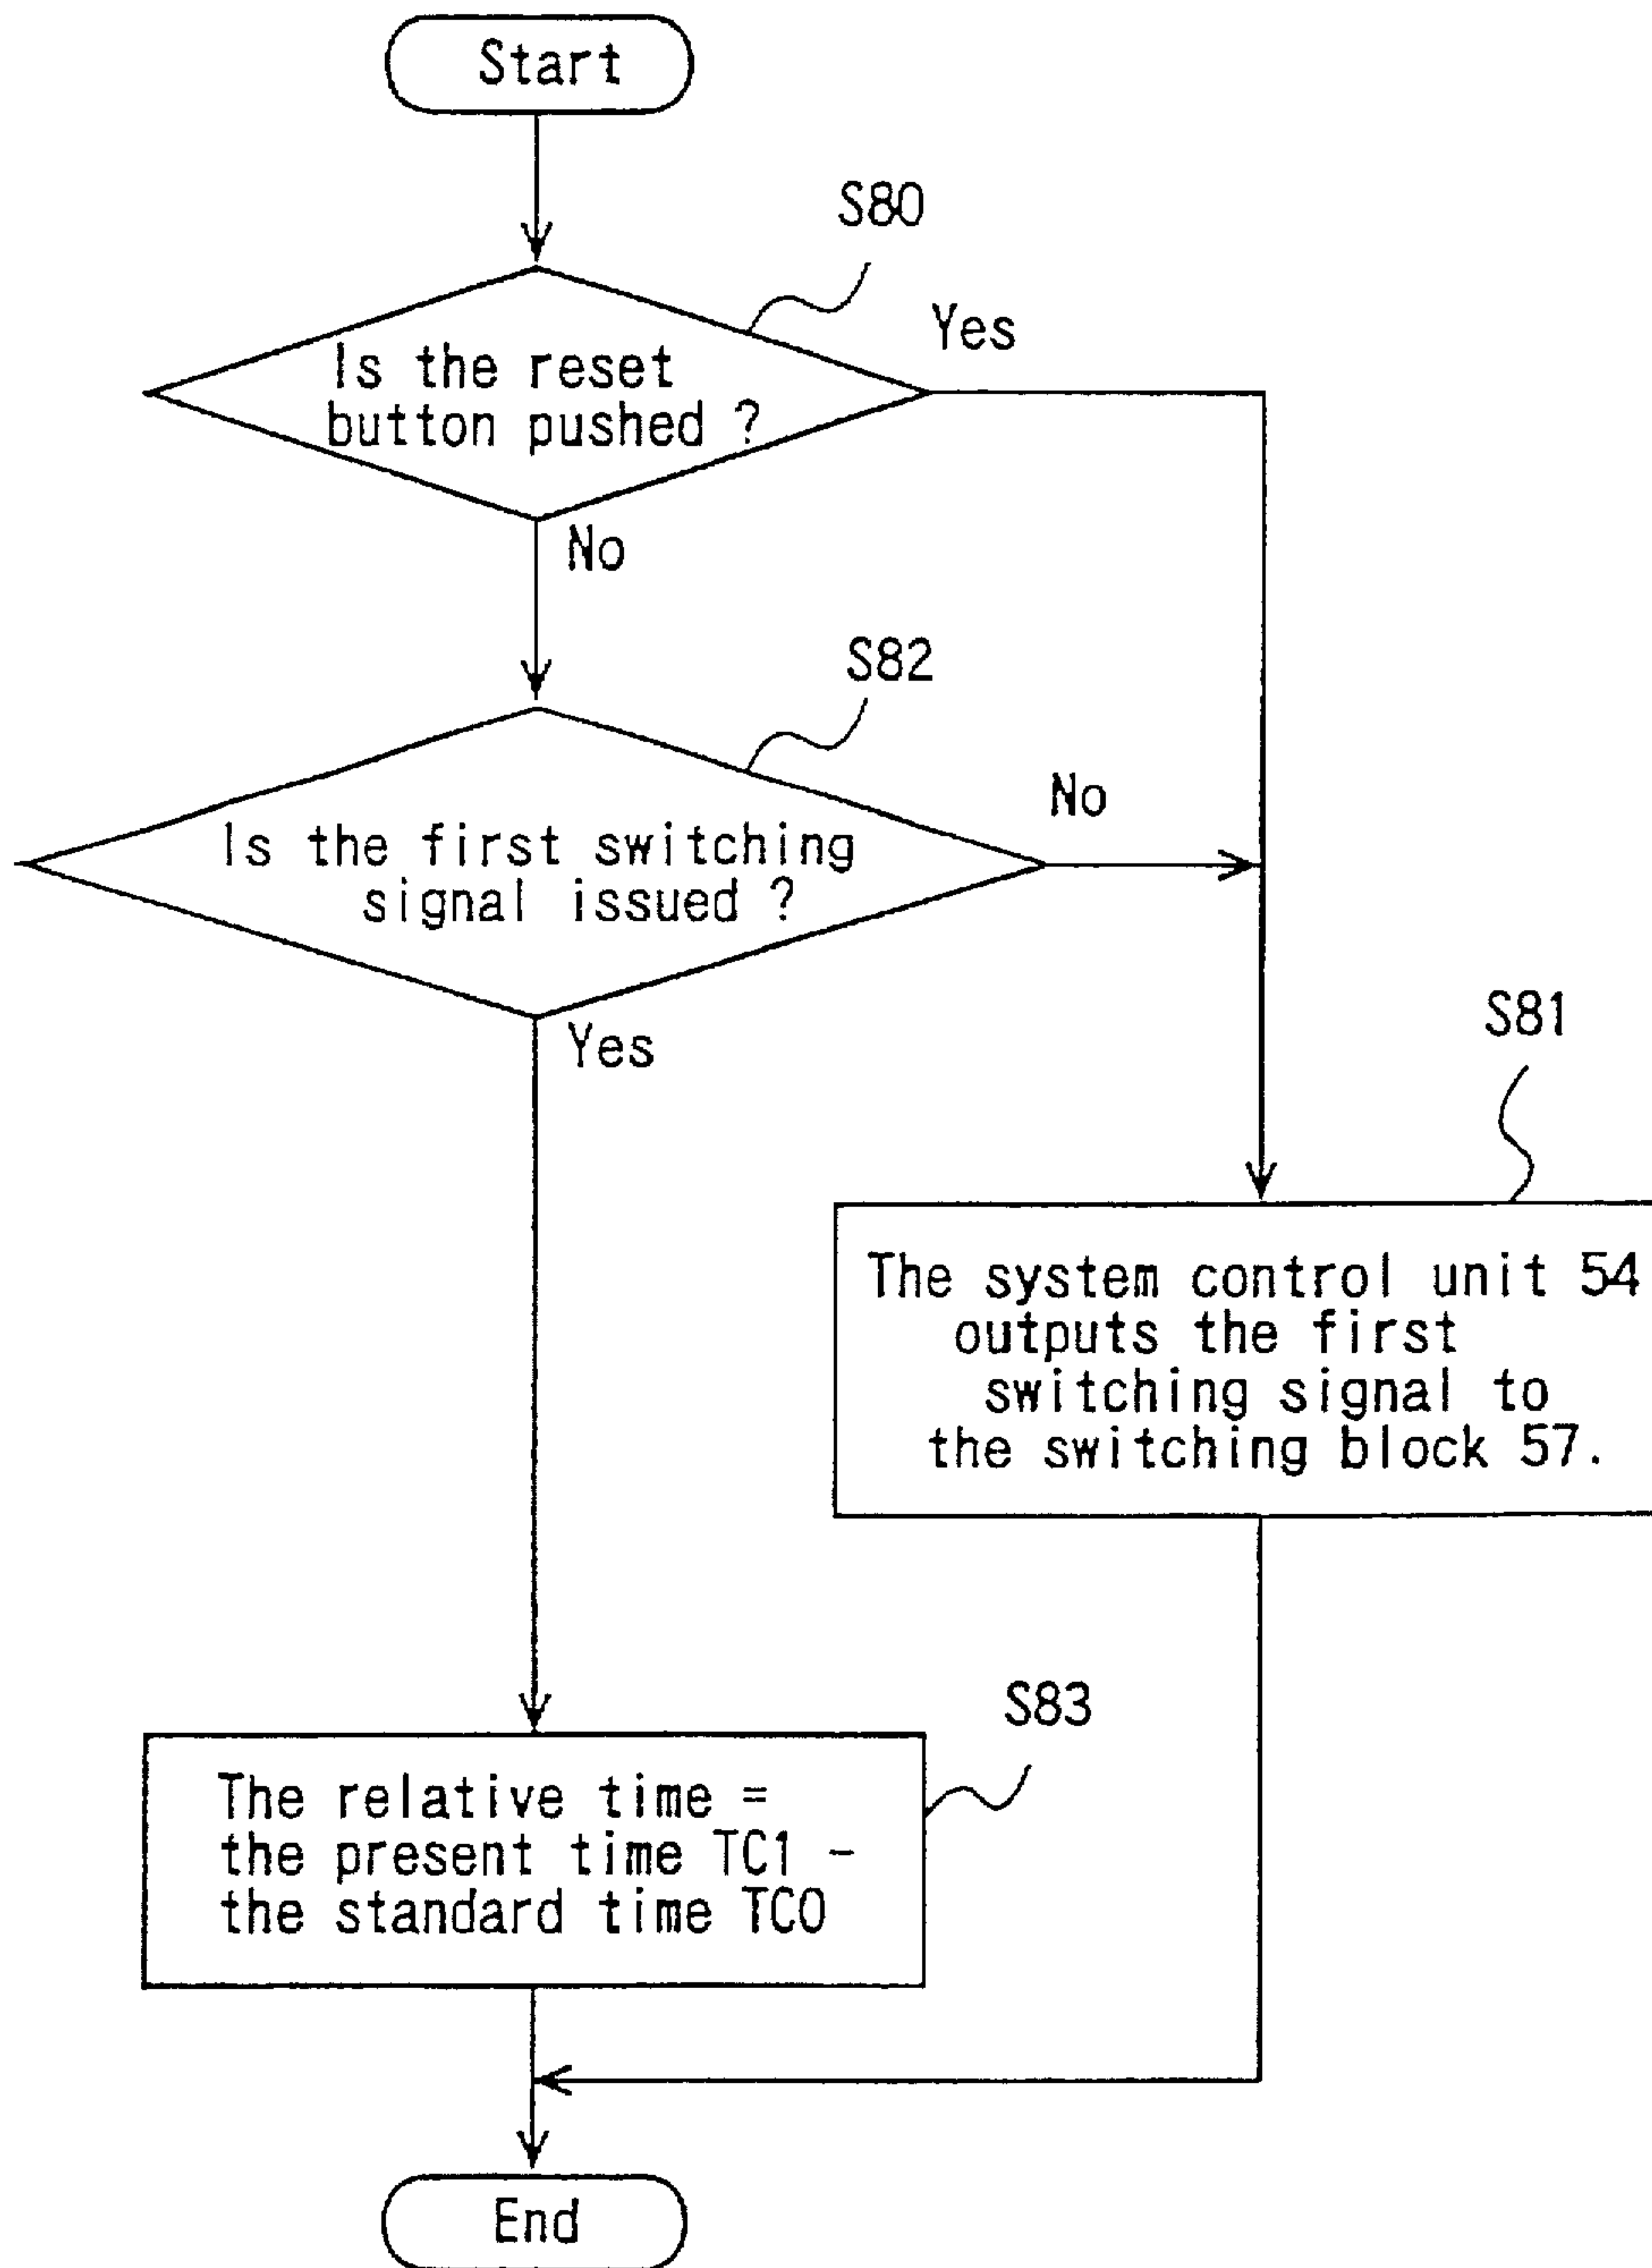 Start
S80
Yes
Is the reset
button pushed ?
No
S82
No
Is the first switching
signal issued ?
Yes
S81
The system control unit 54
outputs the first
switching signal to
the switching block 57.
S83
The relative time =
the present time TC1 -
the standard time TC0
End